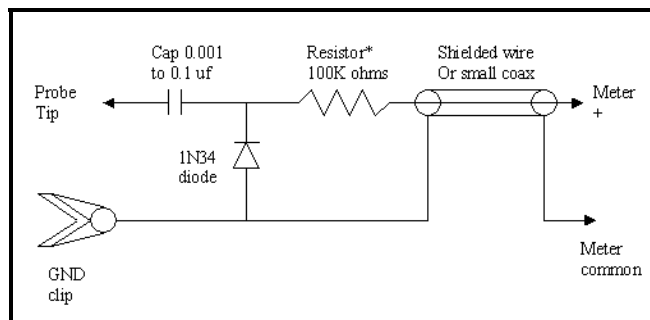 Cap 0.001
to 0.1 uf
Resistor*
100K ohms
Shielded wire
Or small coax
Probe
Tip
Meter
+
1N34
diode
GND
clip
Meter
common